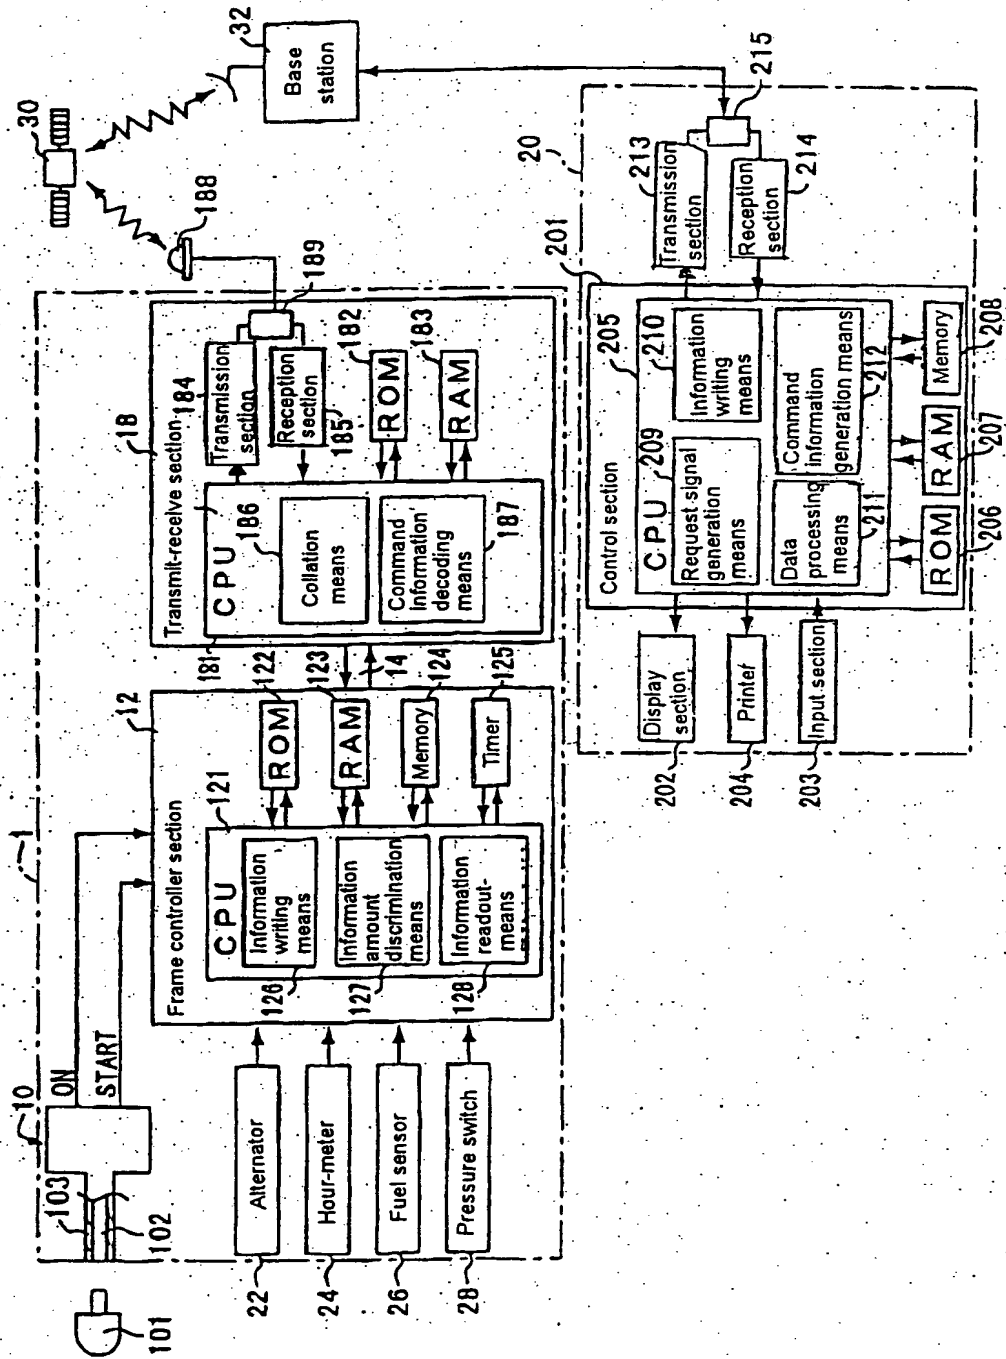 1
10
ON
START
103
102
101
12
Frame controller section
121
CPU
Information
writing
means
126
Information
amount
discrimination
means
127
Information
readout-
means
128
ROM
122
RAM
123
Memory
124
Timer
125
14
Alternator
22
Hour-meter
24
Fuel sensor
26
Pressure switch
28
18
Transmit-receive section
181
CPU
186
Collation
means
Command
information
decoding
means
187
184
Transmission
section
Reception
section
185
189
188
ROM
182
RAM
183
30
32
Base
station
20
201
Control section
205
CPU
209
Request signal
generation
means
210
Information
writing
means
Data
processing
means
211
Command
information
generation means
212
213
Transmission
section
Reception
section
214
215
Display
section
202
Printer
204
Input section
203
ROM
206
RAM
207
Memory
208